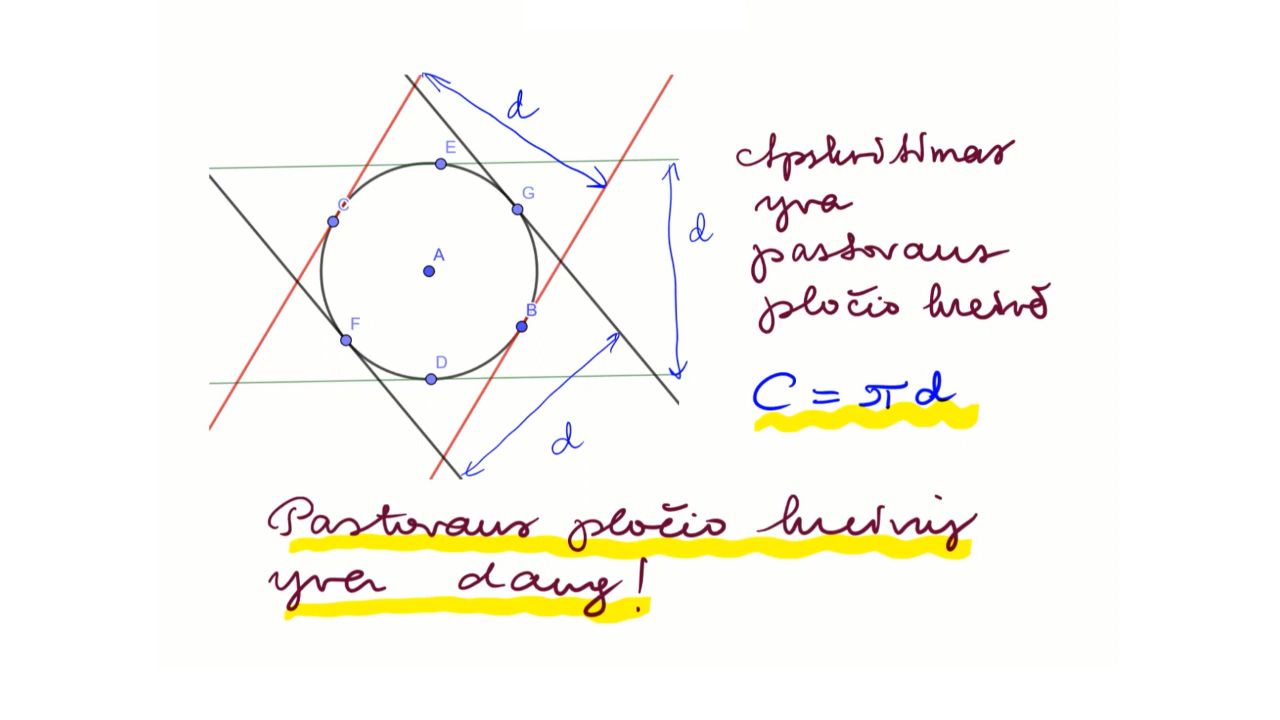 d
E
Apskritimas
C
G
yra
d
A
pastovaus
B
pločio kreivė
F
D
C = πd
d
Pastovaus pločio kreivių
yra daug!